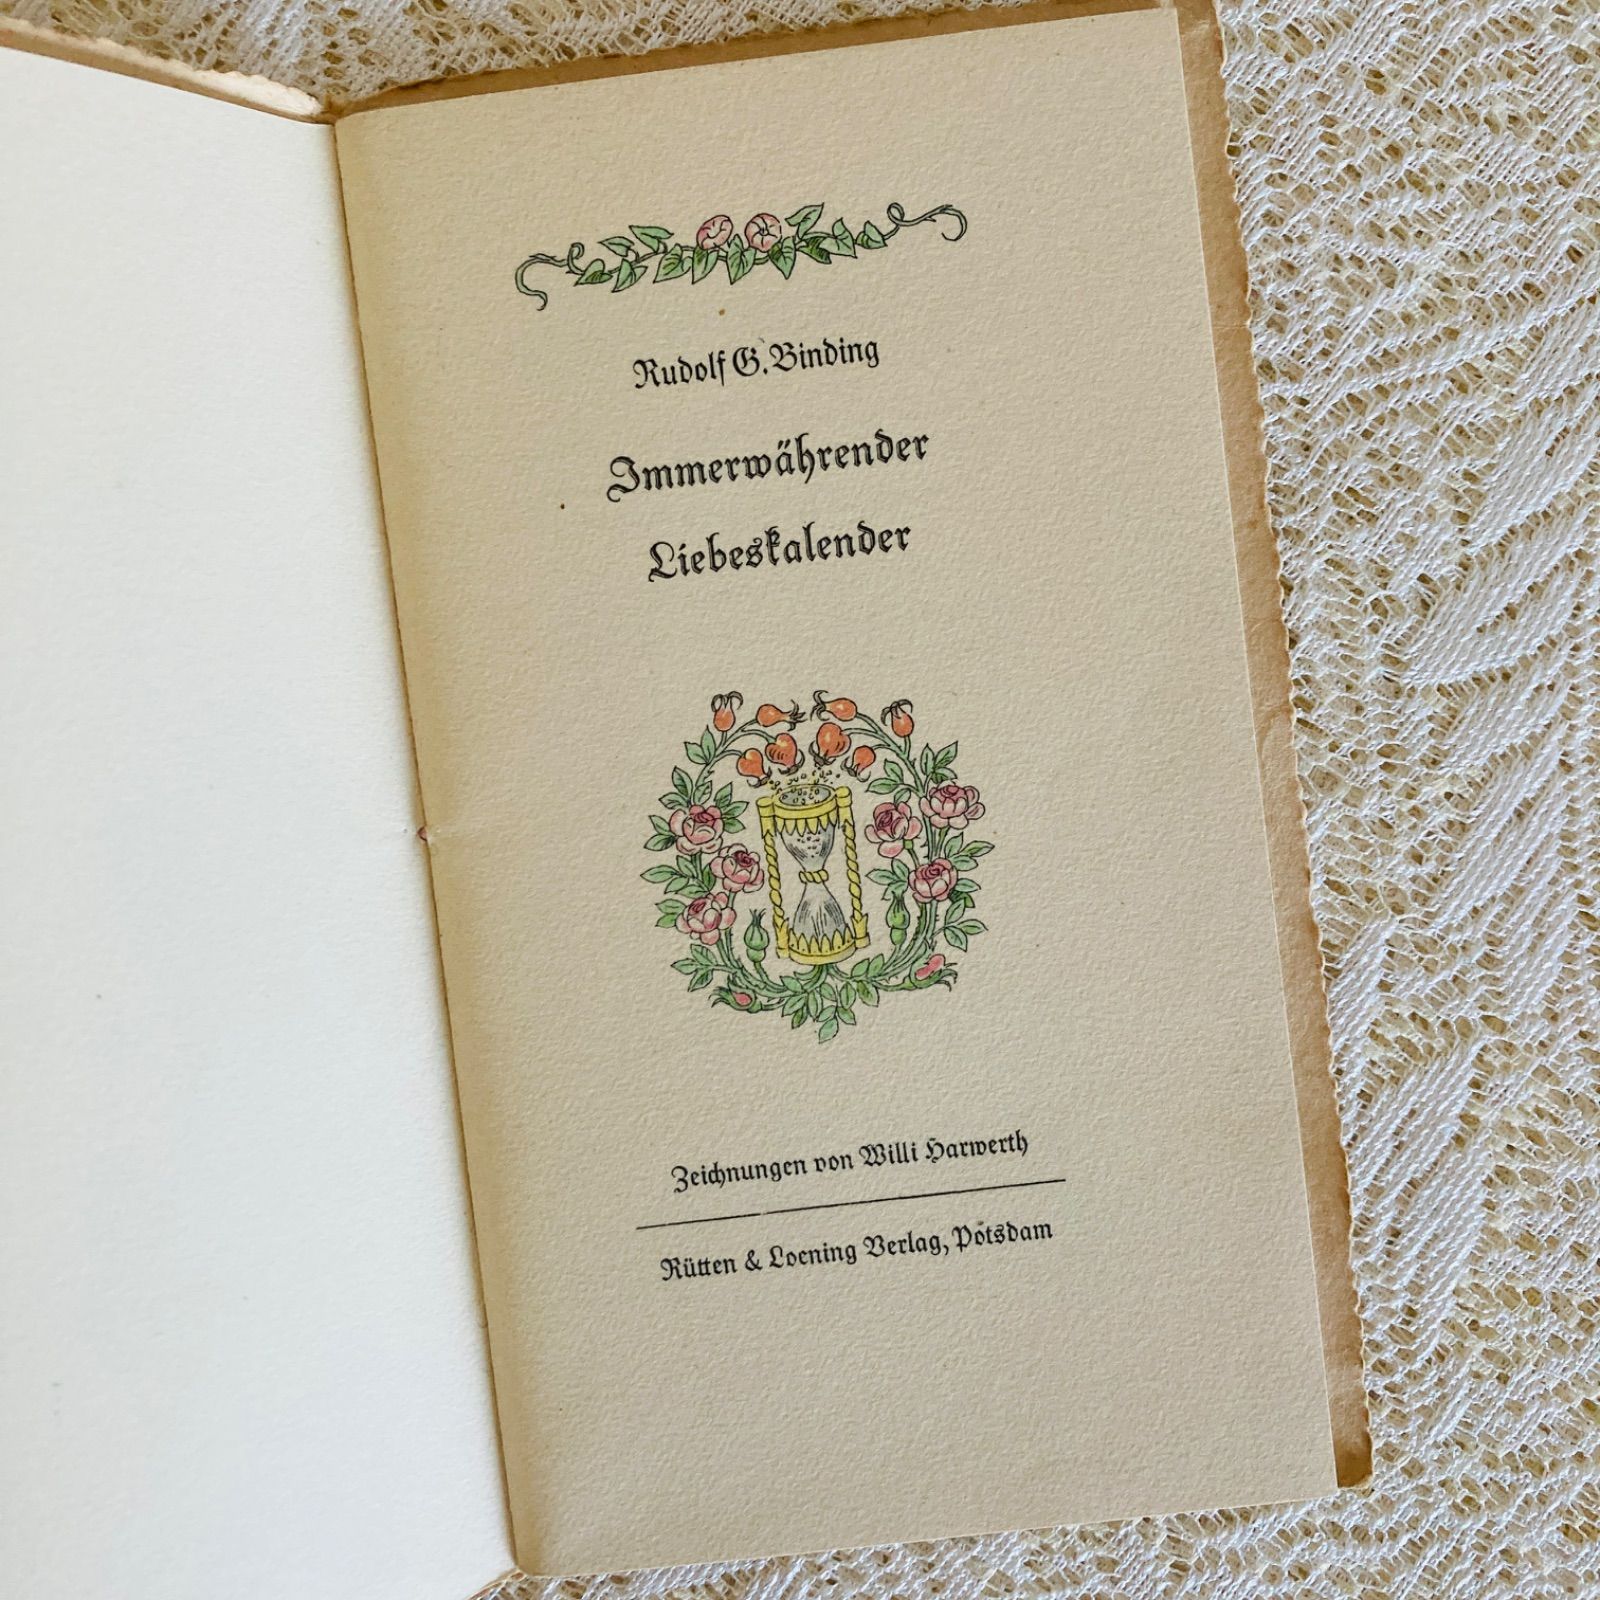 Rudolf G. Binding
Immerwährender
Liebeskalender
Zeichnungen von Willi Harwerth
Rütten & Loening Verlag, Potsdam